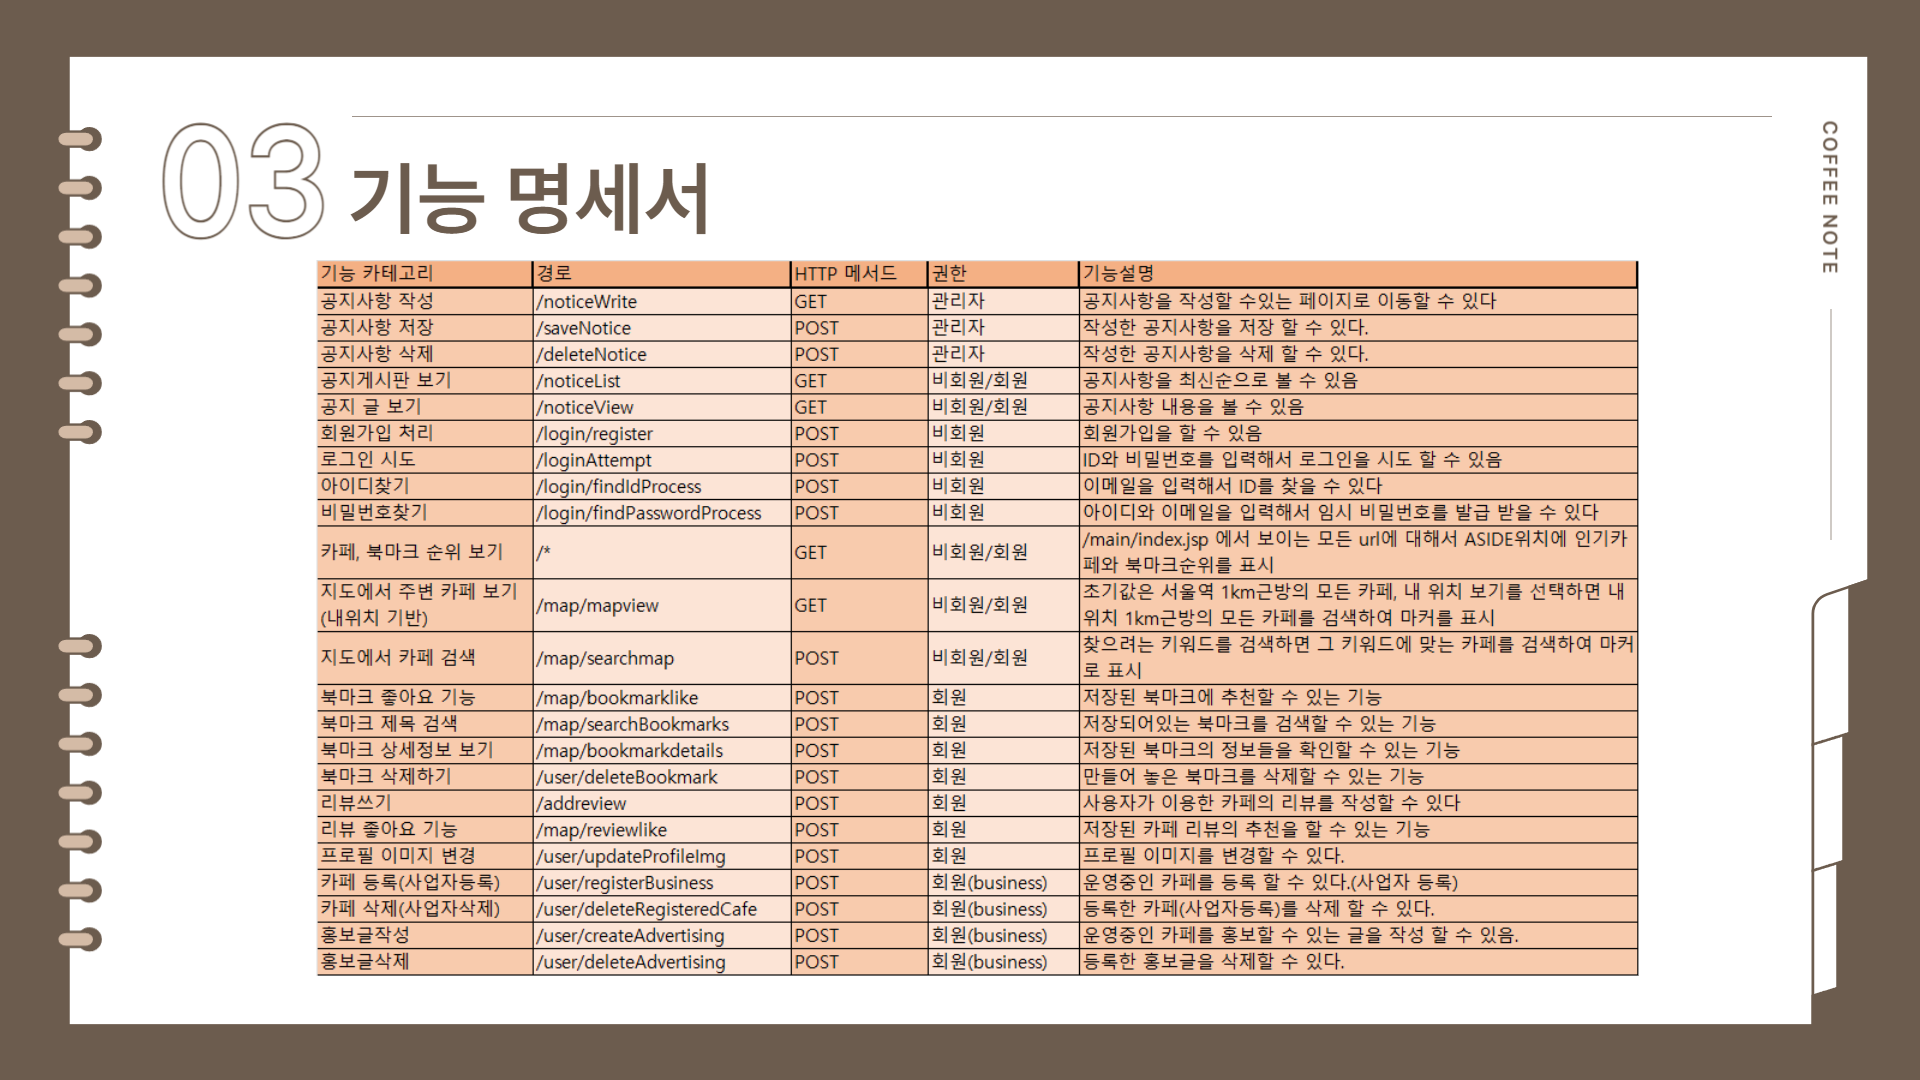 03
기능 명세서
COFFEE NOTE
기능 카테고리 경로 HTTP 메서드 권한 기능설명
공지사항 작성 /noticeWrite GET 관리자 공지사항을 작성할 수있는 페이지로 이동할 수 있다
공지사항 저장 /saveNotice POST 관리자 작성한 공지사항을 저장 할 수 있다.
공지사항 삭제 /deleteNotice POST 관리자 작성한 공지사항을 삭제 할 수 있다.
공지게시판 보기 /noticeList GET 비회원/회원 공지사항을 최신순으로 볼 수 있음
공지 글 보기 /noticeView GET 비회원/회원 공지사항 내용을 볼 수 있음
회원가입 처리 /login/register POST 비회원 회원가입을 할 수 있음
로그인 시도 /loginAttempt POST 비회원 ID와 비밀번호를 입력해서 로그인을 시도 할 수 있음
아이디찾기 /login/findIdProcess POST 비회원 이메일을 입력해서 ID를 찾을 수 있다
비밀번호찾기 /login/findPasswordProcess POST 비회원 아이디와 이메일을 입력해서 임시 비밀번호를 발급 받을 수 있다
카페, 북마크 순위 보기 /* GET 비회원/회원 /main/index.jsp 에서 보이는 모든 url에 대해서 ASIDE위치에 인기카
페와 북마크순위를 표시
지도에서 주변 카페 보기
(내위치 기반) /map/mapview GET 비회원/회원 초기값은 서울역 1km근방의 모든 카페, 내 위치 보기를 선택하면 내
위치 1km근방의 모든 카페를 검색하여 마커를 표시
지도에서 카페 검색 /map/searchmap POST 비회원/회원 찾으려는 키워드를 검색하면 그 키워드에 맞는 카페를 검색하여 마커
로 표시
북마크 좋아요 기능 /map/bookmarklike POST 회원 저장된 북마크에 추천할 수 있는 기능
북마크 제목 검색 /map/searchBookmarks POST 회원 저장되어있는 북마크를 검색할 수 있는 기능
북마크 상세정보 보기 /map/bookmarkdetails POST 회원 저장된 북마크의 정보들을 확인할 수 있는 기능
북마크 삭제하기 /user/deleteBookmark POST 회원 만들어 놓은 북마크를 삭제할 수 있는 기능
리뷰쓰기 /addreview POST 회원 사용자가 이용한 카페의 리뷰를 작성할 수 있다
리뷰 좋아요 기능 /map/reviewlike POST 회원 저장된 카페 리뷰의 추천을 할 수 있는 기능
프로필 이미지 변경 /user/updateProfileImg POST 회원 프로필 이미지를 변경할 수 있다.
카페 등록(사업자등록) /user/registerBusiness POST 회원(business) 운영중인 카페를 등록 할 수 있다.(사업자 등록)
카페 삭제(사업자삭제) /user/deleteRegisteredCafe POST 회원(business) 등록한 카페(사업자등록)를 삭제 할 수 있다.
홍보글작성 /user/createAdvertising POST 회원(business) 운영중인 카페를 홍보할 수 있는 글을 작성 할 수 있음.
홍보글삭제 /user/deleteAdvertising POST 회원(business) 등록한 홍보글을 삭제할 수 있다.